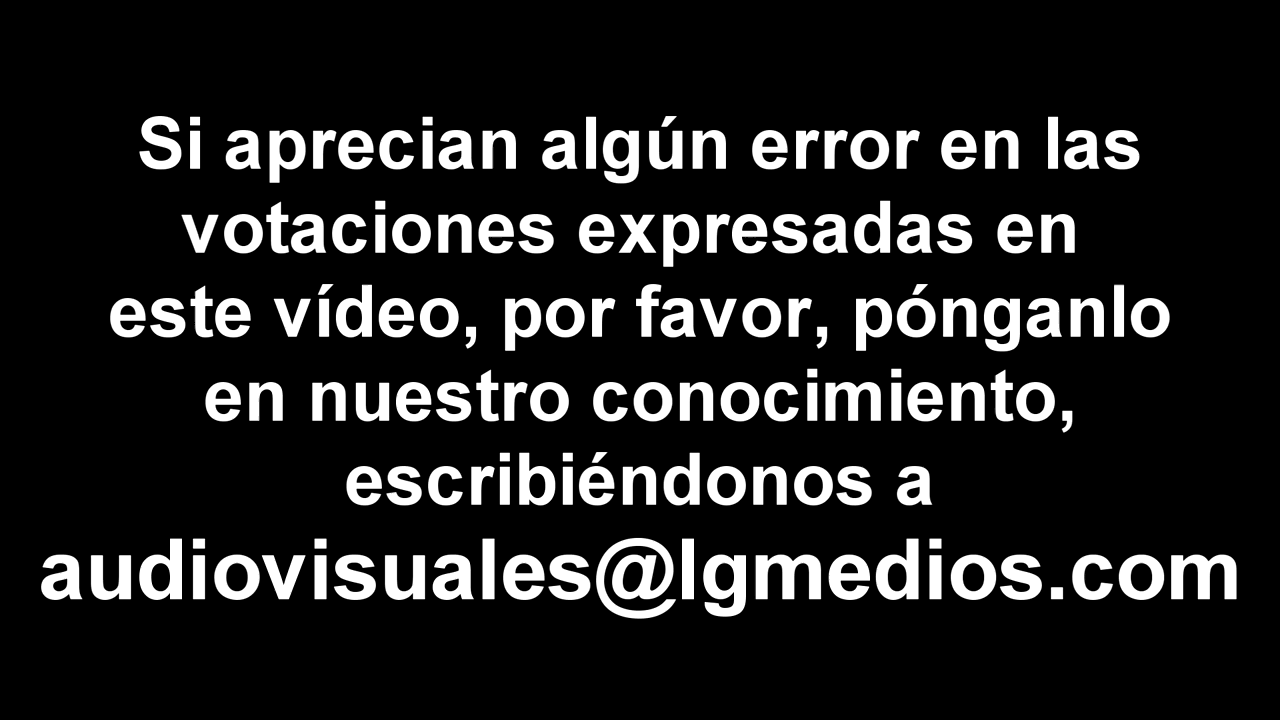 Si aprecian algún error en las
votaciones expresadas en
este vídeo, por favor, pónganlo
en nuestro conocimiento,
escribiéndonos a
audiovisuales@lgmedios.com